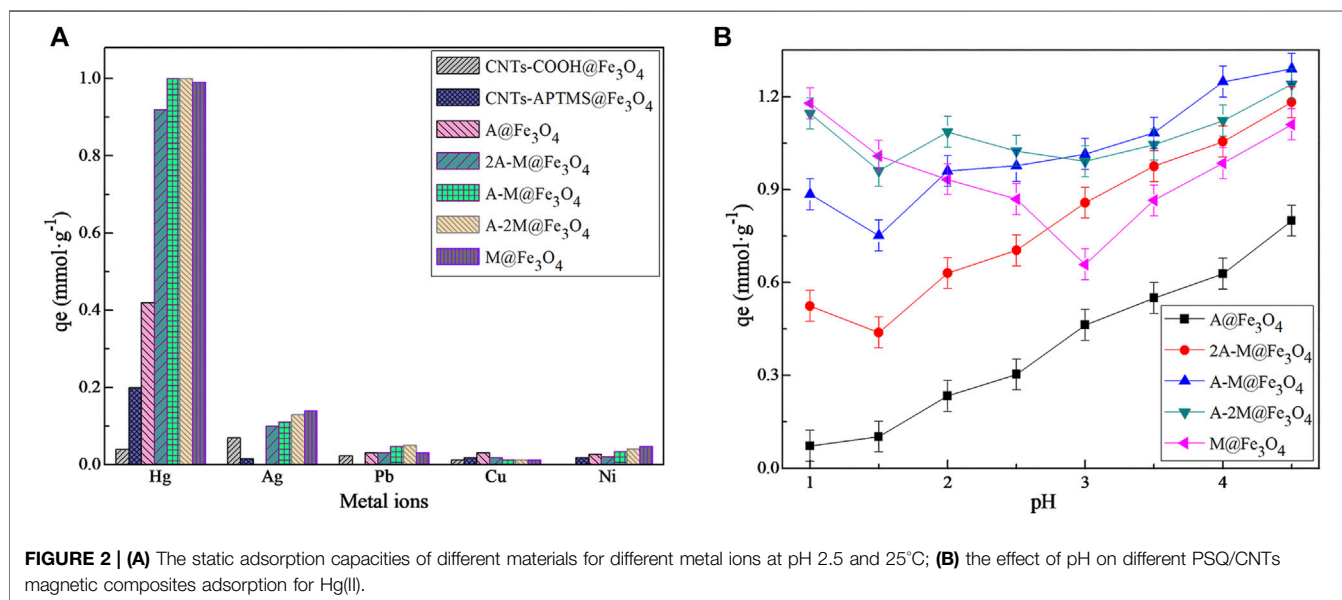 A
qe (mmol·g⁻¹)
1.0
0.8
0.6
0.4
0.2
0.0
Hg Ag Pb Cu Ni
Metal ions
CNTs-COOH@Fe₃O₄
CNTs-APTMS@Fe₃O₄
A@Fe₃O₄
2A-M@Fe₃O₄
A-M@Fe₃O₄
A-2M@Fe₃O₄
M@Fe₃O₄
B
qe (mmol·g⁻¹)
1.2
0.9
0.6
0.3
0.0
1 2 3 4
pH
A@Fe₃O₄
2A-M@Fe₃O₄
A-M@Fe₃O₄
A-2M@Fe₃O₄
M@Fe₃O₄
FIGURE 2 | (A) The static adsorption capacities of different materials for different metal ions at pH 2.5 and 25°C; (B) the effect of pH on different PSQ/CNTs
magnetic composites adsorption for Hg(II).